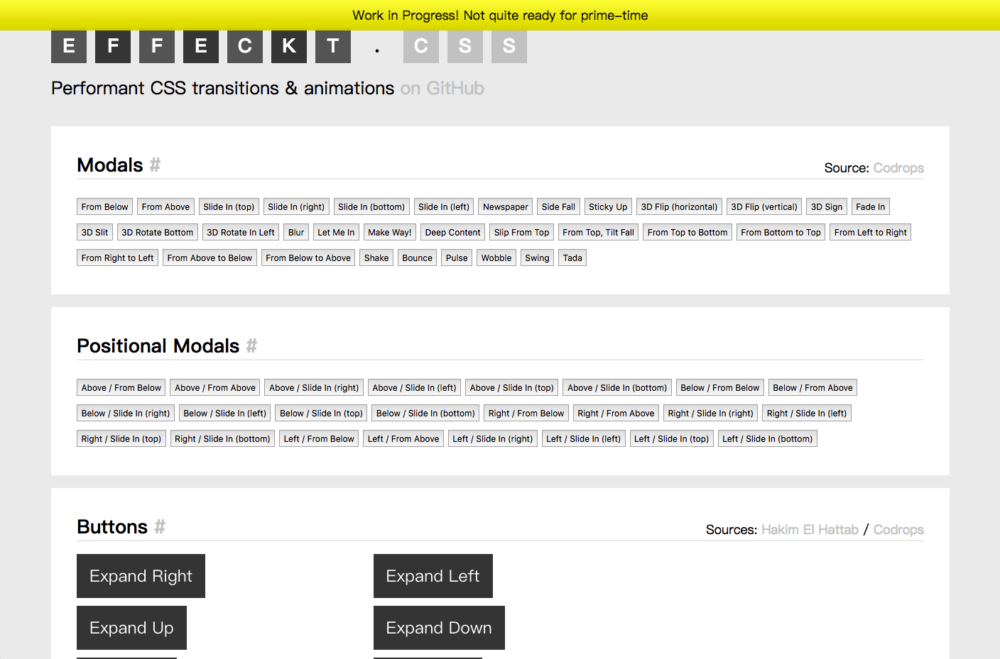 Work in Progress! Not quite ready for prime-time
EFFECKT.CSS
Performant CSS transitions & animations on GitHub
Modals #
Source: Codrops
From Below From Above Slide In (top) Slide In (right) Slide In (bottom) Slide In (left) Newspaper Side Fall Sticky Up 3D Flip (horizontal) 3D Flip (vertical) 3D Sign Fade In
3D Slit 3D Rotate Bottom 3D Rotate In Left Blur Let Me In Make Way! Deep Content Slip From Top From Top, Tilt Fall From Top to Bottom From Bottom to Top From Left to Right
From Right to Left From Above to Below From Below to Above Shake Bounce Pulse Wobble Swing Tada
Positional Modals #
Above / From Below Above / From Above Above / Slide In (right) Above / Slide In (left) Above / Slide In (top) Above / Slide In (bottom) Below / From Below Below / From Above
Below / Slide In (right) Below / Slide In (left) Below / Slide In (top) Below / Slide In (bottom) Right / From Below Right / From Above Right / Slide In (right) Right / Slide In (left)
Right / Slide In (top) Right / Slide In (bottom) Left / From Below Left / From Above Left / Slide In (right) Left / Slide In (left) Left / Slide In (top) Left / Slide In (bottom)
Buttons #
Sources: Hakim El Hattab / Codrops
Expand Right Expand Left
Expand Up Expand Down